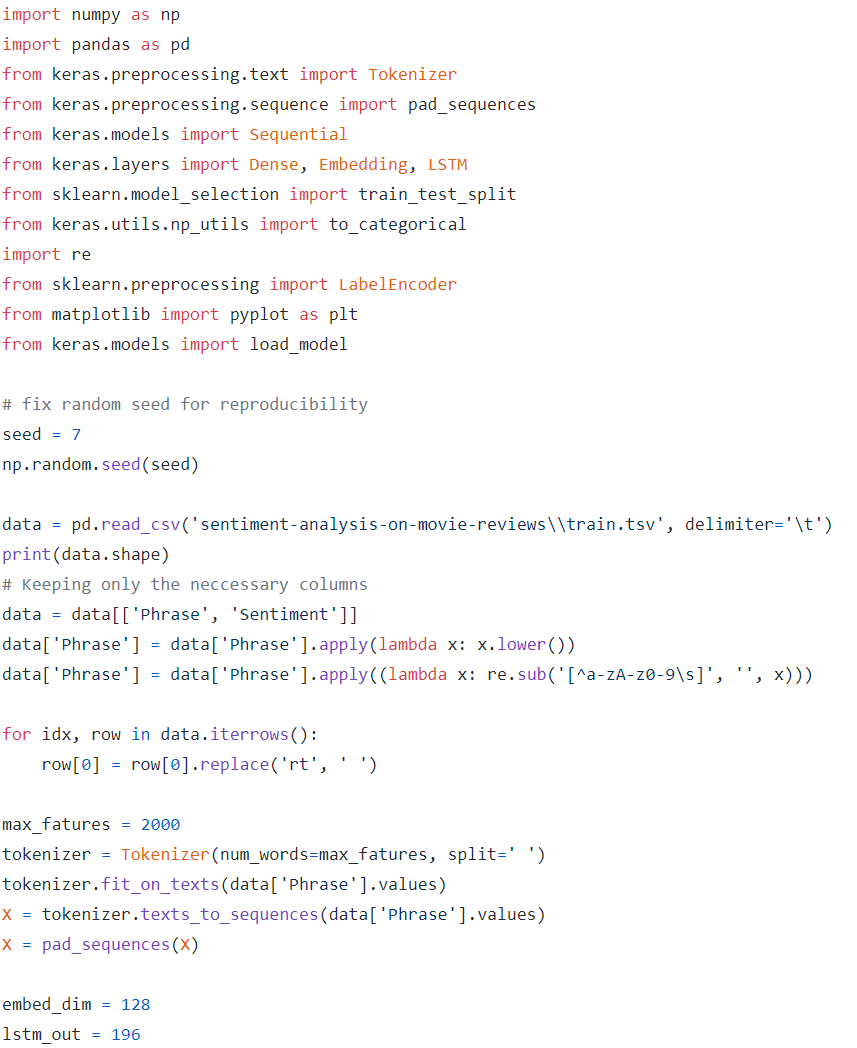 import numpy as np
import pandas as pd
from keras.preprocessing.text import Tokenizer
from keras.preprocessing.sequence import pad_sequences
from keras.models import Sequential
from keras.layers import Dense, Embedding, LSTM
from sklearn.model_selection import train_test_split
from keras.utils.np_utils import to_categorical
import re
from sklearn.preprocessing import LabelEncoder
from matplotlib import pyplot as plt
from keras.models import load_model
# fix random seed for reproducibility
seed = 7
np.random.seed(seed)
data = pd.read_csv('sentiment-analysis-on-movie-reviews\\train.tsv', delimiter='\t')
print(data.shape)
# Keeping only the neccessary columns
data = data[['Phrase', 'Sentiment']]
data['Phrase'] = data['Phrase'].apply(lambda x: x.lower())
data['Phrase'] = data['Phrase'].apply((lambda x: re.sub('[^a-zA-z0-9\s]', '', x)))
for idx, row in data.iterrows():
    row[0] = row[0].replace('rt', ' ')
max_fatures = 2000
tokenizer = Tokenizer(num_words=max_fatures, split=' ')
tokenizer.fit_on_texts(data['Phrase'].values)
X = tokenizer.texts_to_sequences(data['Phrase'].values)
X = pad_sequences(X)
embed_dim = 128
lstm_out = 196